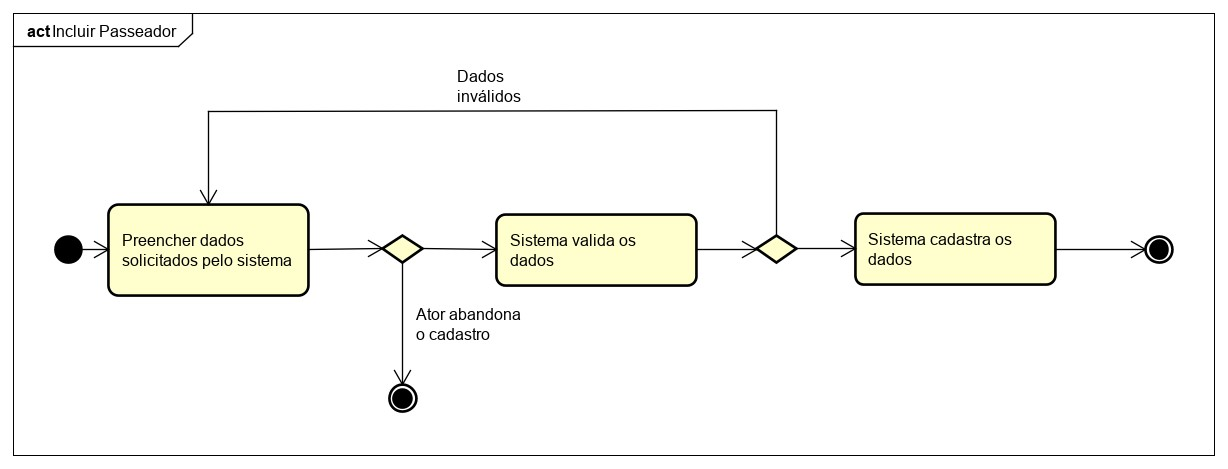 act Incluir Passeador
Dados
inválidos
Preencher dados
solicitados pelo sistema
Sistema valida os
dados
Sistema cadastra os
dados
Ator abandona
o cadastro